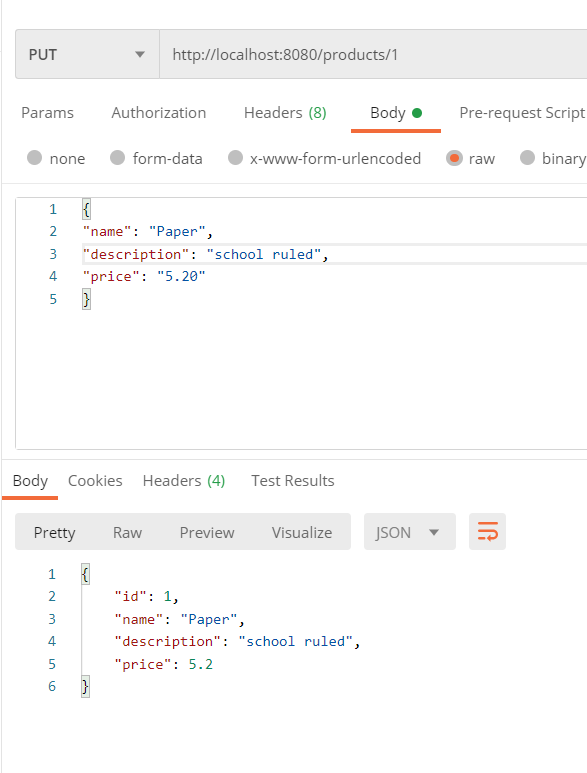 PUT http://localhost:8080/products/1
Params Authorization Headers (8) Body Pre-request Script
none form-data x-www-form-urlencoded raw binary
1 {
2 "name": "Paper",
3 "description": "school ruled",
4 "price": "5.20"
5 }
Body Cookies Headers (4) Test Results
Pretty Raw Preview Visualize JSON
1 {
2 "id": 1,
3 "name": "Paper",
4 "description": "school ruled",
5 "price": 5.2
6 }